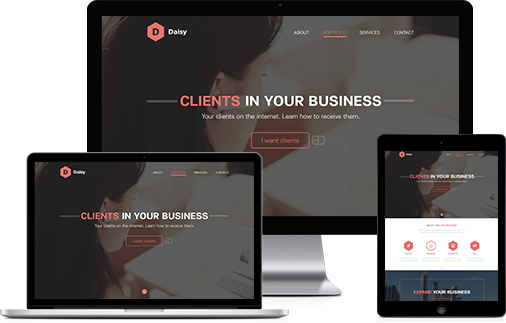 D Daisy
ABOUT PORTFOLIO SERVICES CONTACT
CLIENTS IN YOUR BUSINESS
Your clients on the internet. Learn how to receive them.
I want clients
D Daisy
ABOUT PORTFOLIO SERVICES CONTACT
CLIENTS IN YOUR BUSINESS
Your clients on the internet. Learn how to receive them.
I want clients
Daisy
CLIENTS IN YOUR BUSINESS
EXPAND YOUR BUSINESS